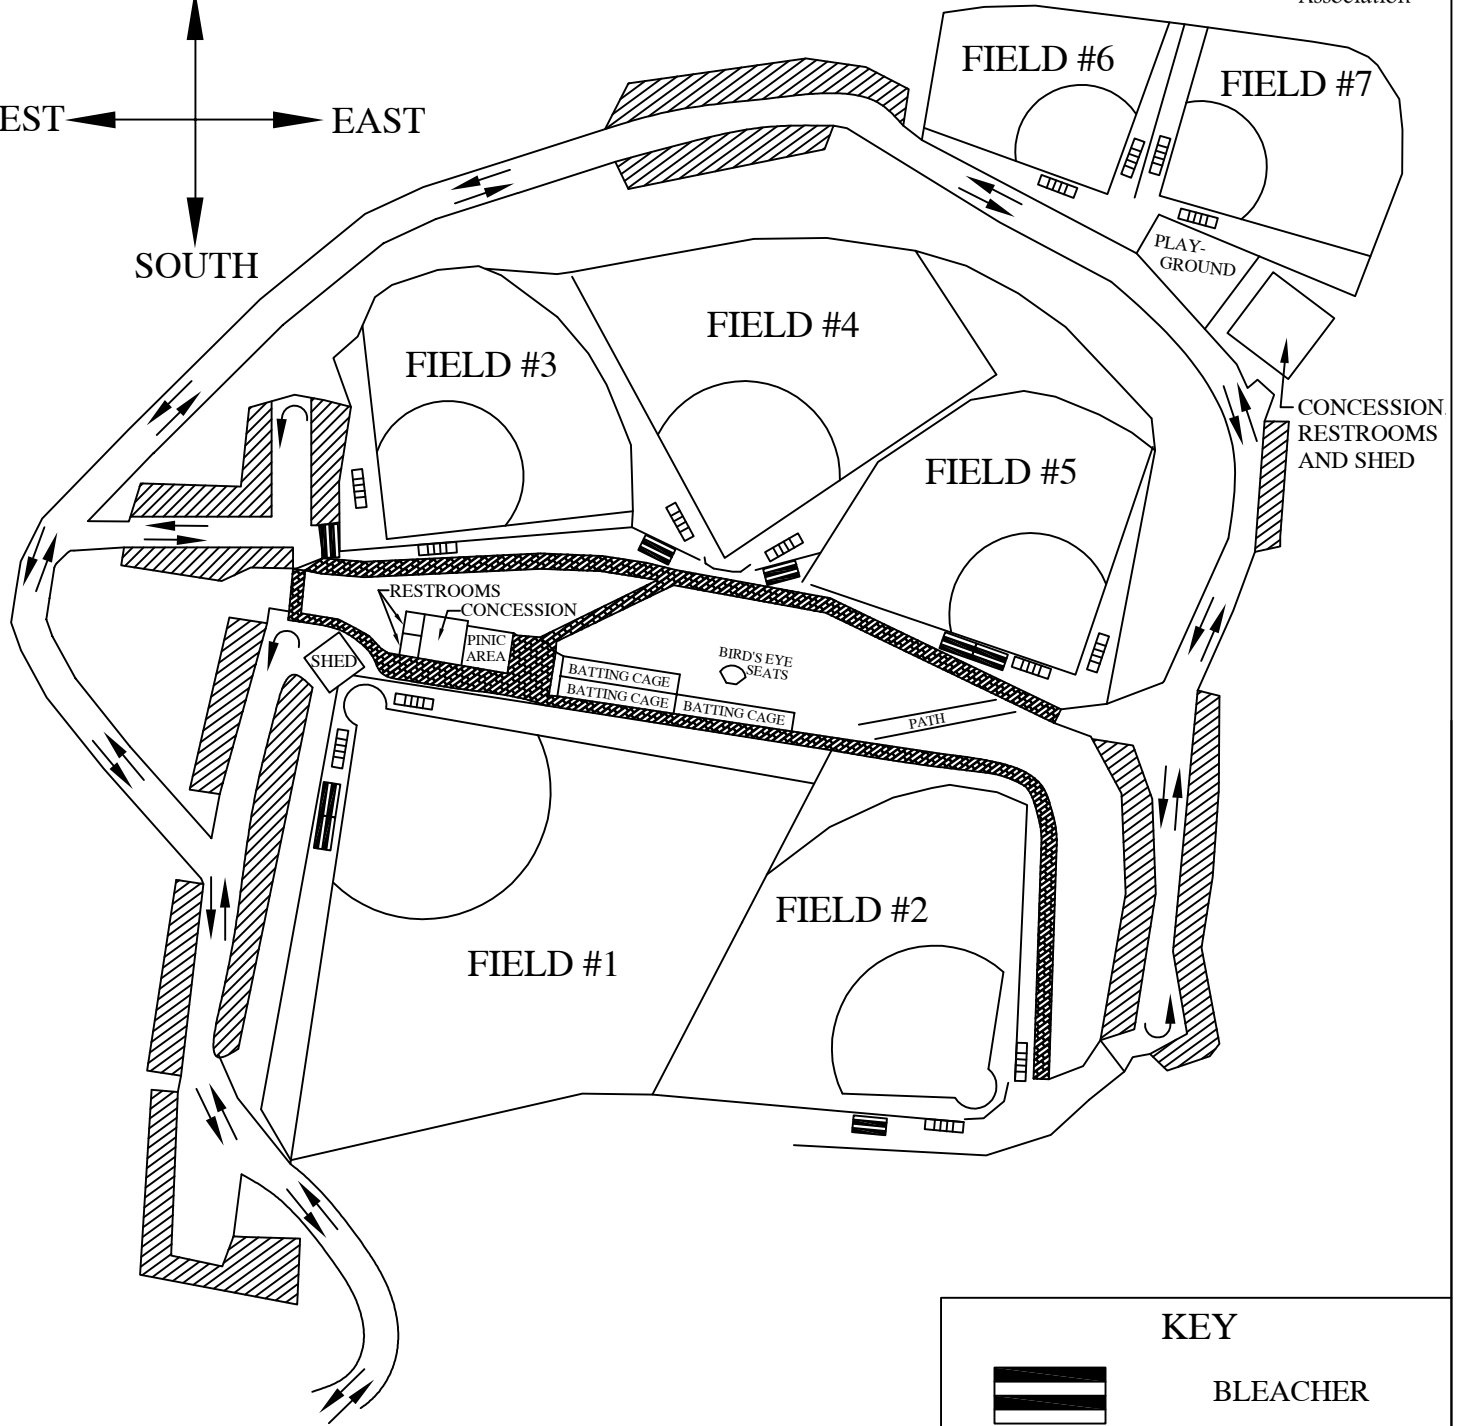 Association
FIELD #6
FIELD #7
EST
EAST
SOUTH
PLAY-
GROUND
FIELD #4
FIELD #3
CONCESSION
RESTROOMS
AND SHED
FIELD #5
RESTROOMS
CONCESSION
PINIC
AREA
SHED
BIRD'S EYE
SEATS
BATTING CAGE
BATTING CAGE
BATTING CAGE
PATH
FIELD #2
FIELD #1
KEY
BLEACHER